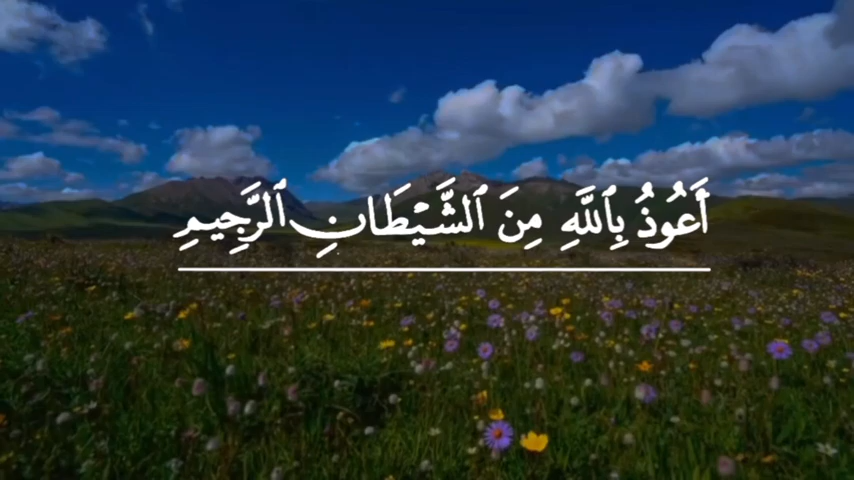 أَعُوذُ بِٱللَّهِ مِنَ ٱلشَّيْطَانِ ٱلرَّجِيمِ